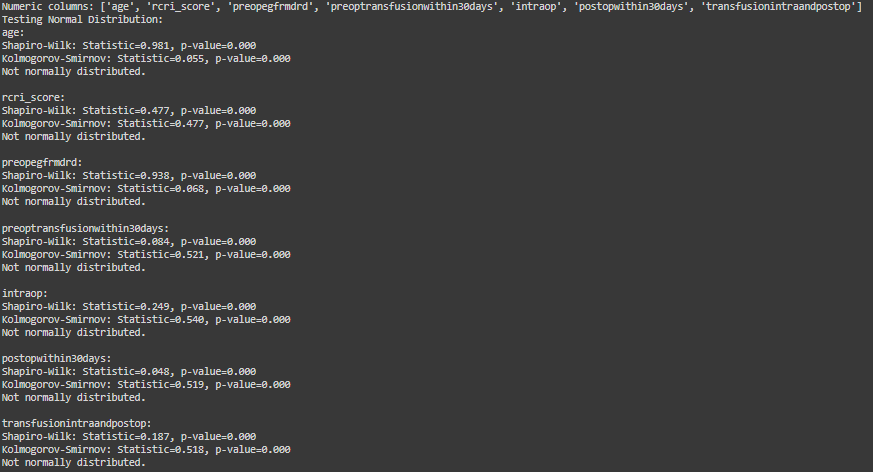 Numeric columns: ['age', 'rcri_score', 'preopegfrmdrd', 'preoptransfusionwithin30days', 'intraop', 'postopwithin30days', 'transfusionintraandpostop']
Testing Normal Distribution:
age:
Shapiro-Wilk: Statistic=0.981, p-value=0.000
Kolmogorov-Smirnov: Statistic=0.055, p-value=0.000
Not normally distributed.

rcri_score:
Shapiro-Wilk: Statistic=0.477, p-value=0.000
Kolmogorov-Smirnov: Statistic=0.477, p-value=0.000
Not normally distributed.

preopegfrmdrd:
Shapiro-Wilk: Statistic=0.938, p-value=0.000
Kolmogorov-Smirnov: Statistic=0.068, p-value=0.000
Not normally distributed.

preoptransfusionwithin30days:
Shapiro-Wilk: Statistic=0.084, p-value=0.000
Kolmogorov-Smirnov: Statistic=0.521, p-value=0.000
Not normally distributed.

intraop:
Shapiro-Wilk: Statistic=0.249, p-value=0.000
Kolmogorov-Smirnov: Statistic=0.540, p-value=0.000
Not normally distributed.

postopwithin30days:
Shapiro-Wilk: Statistic=0.048, p-value=0.000
Kolmogorov-Smirnov: Statistic=0.519, p-value=0.000
Not normally distributed.

transfusionintraandpostop:
Shapiro-Wilk: Statistic=0.187, p-value=0.000
Kolmogorov-Smirnov: Statistic=0.518, p-value=0.000
Not normally distributed.